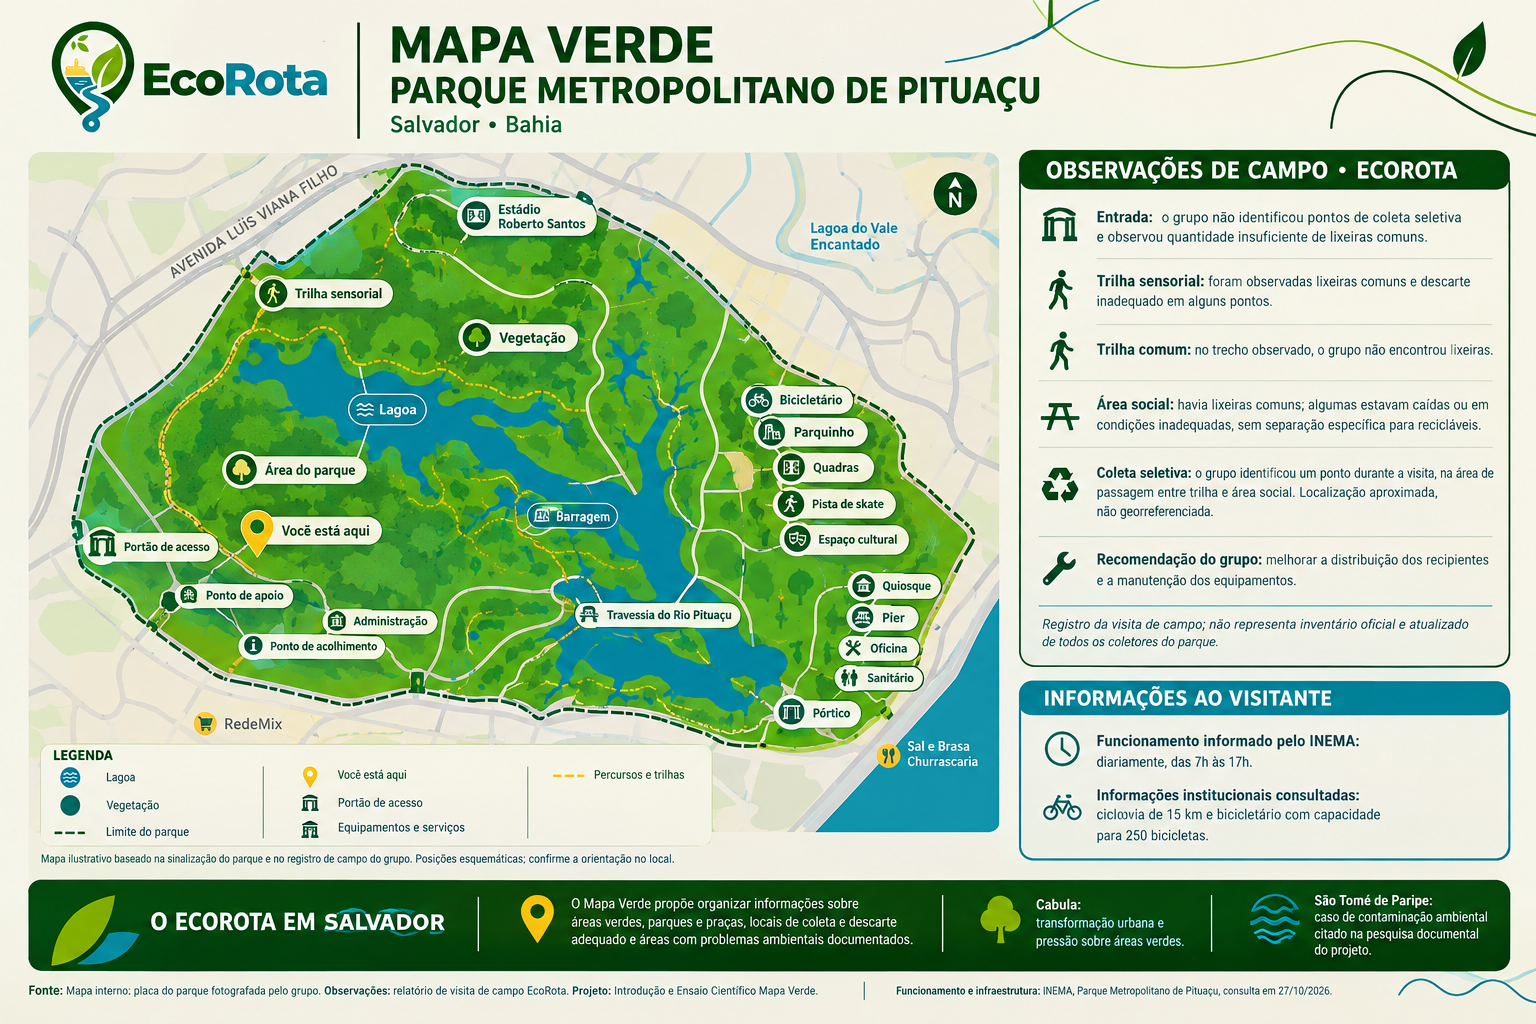 EcoRota
MAPA VERDE
PARQUE METROPOLITANO DE PITUAÇU
Salvador • Bahia
AVENIDA LUÍS VIANA FILHO
Estádio
Roberto Santos
Lagoa do Vale
Encantado
N
Trilha sensorial
Vegetação
Lagoa
Bicicletário
Parquinho
Quadras
Pista de skate
Espaço cultural
Área do parque
Você está aqui
Barragem
Portão de acesso
Ponto de apoio
Administração
Ponto de acolhimento
Travessia do Rio Pituaçu
Quiosque
Pier
Oficina
Sanitário
Pórtico
RedeMix
Sal e Brasa
Churrascaria
LEGENDA
Lagoa
Vegetação
Limite do parque
Você está aqui
Portão de acesso
Equipamentos e serviços
Percursos e trilhas
Mapa ilustrativo baseado na sinalização do parque e no registro de campo do grupo. Posições esquemáticas; confirme a orientação no local.
OBSERVAÇÕES DE CAMPO • ECOROTA
Entrada: o grupo não identificou pontos de coleta seletiva
e observou quantidade insuficiente de lixeiras comuns.
Trilha sensorial: foram observadas lixeiras comuns e descarte
inadequado em alguns pontos.
Trilha comum: no trecho observado, o grupo não encontrou lixeiras.
Área social: havia lixeiras comuns; algumas estavam caídas ou em
condições inadequadas, sem separação específica para recicláveis.
Coleta seletiva: o grupo identificou um ponto durante a visita, na área de
passagem entre trilha e área social. Localização aproximada,
não georreferenciada.
Recomendação do grupo: melhorar a distribuição dos recipientes
e a manutenção dos equipamentos.
Registro da visita de campo; não representa inventário oficial e atualizado
de todos os coletores do parque.
INFORMAÇÕES AO VISITANTE
Funcionamento informado pelo INEMA:
diariamente, das 7h às 17h.
Informações institucionais consultadas:
ciclovia de 15 km e bicicletário com capacidade
para 250 bicicletas.
O ECOROTA EM SALVADOR
O Mapa Verde propõe organizar informações sobre
áreas verdes, parques e praças, locais de coleta e descarte
adequado e áreas com problemas ambientais documentados.
Cabula:
transformação urbana e
pressão sobre áreas verdes.
São Tomé de Paripe:
caso de contaminação ambiental
citado na pesquisa documental
do projeto.
Fonte: Mapa interno: placa do parque fotografada pelo grupo. Observações: relatório de visita de campo EcoRota. Projeto: Introdução e Ensaio Científico Mapa Verde.
Funcionamento e infraestrutura: INEMA, Parque Metropolitano de Pituaçu, consulta em 27/10/2026.